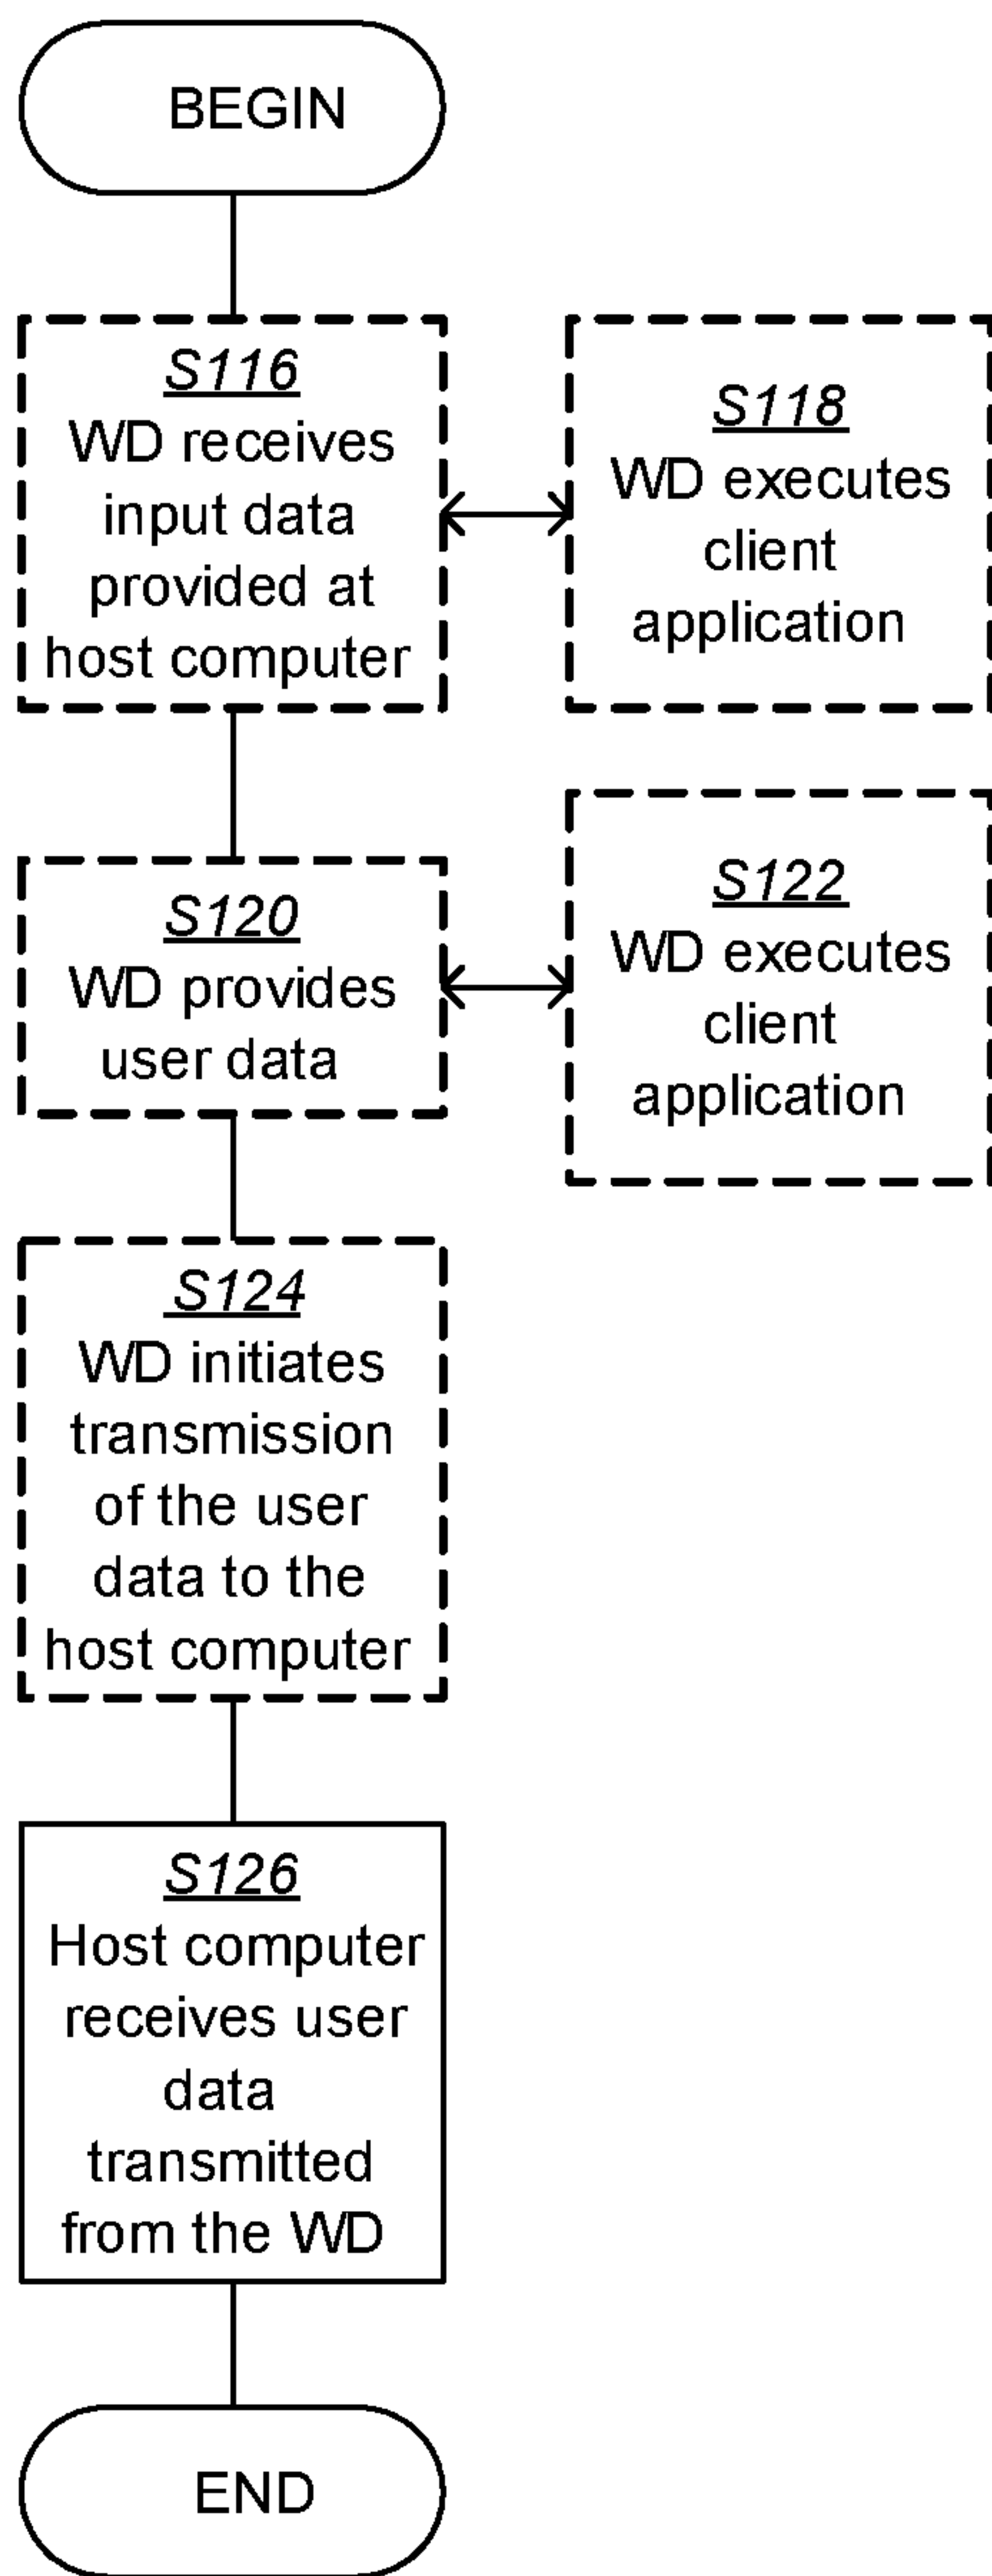 BEGIN
S116
WD receives
input data
provided at
host computer
S118
WD executes
client
application
S120
WD provides
user data
S122
WD executes
client
application
S124
WD initiates
transmission
of the user
data to the
host computer
S126
Host computer
receives user
data
transmitted
from the WD
END